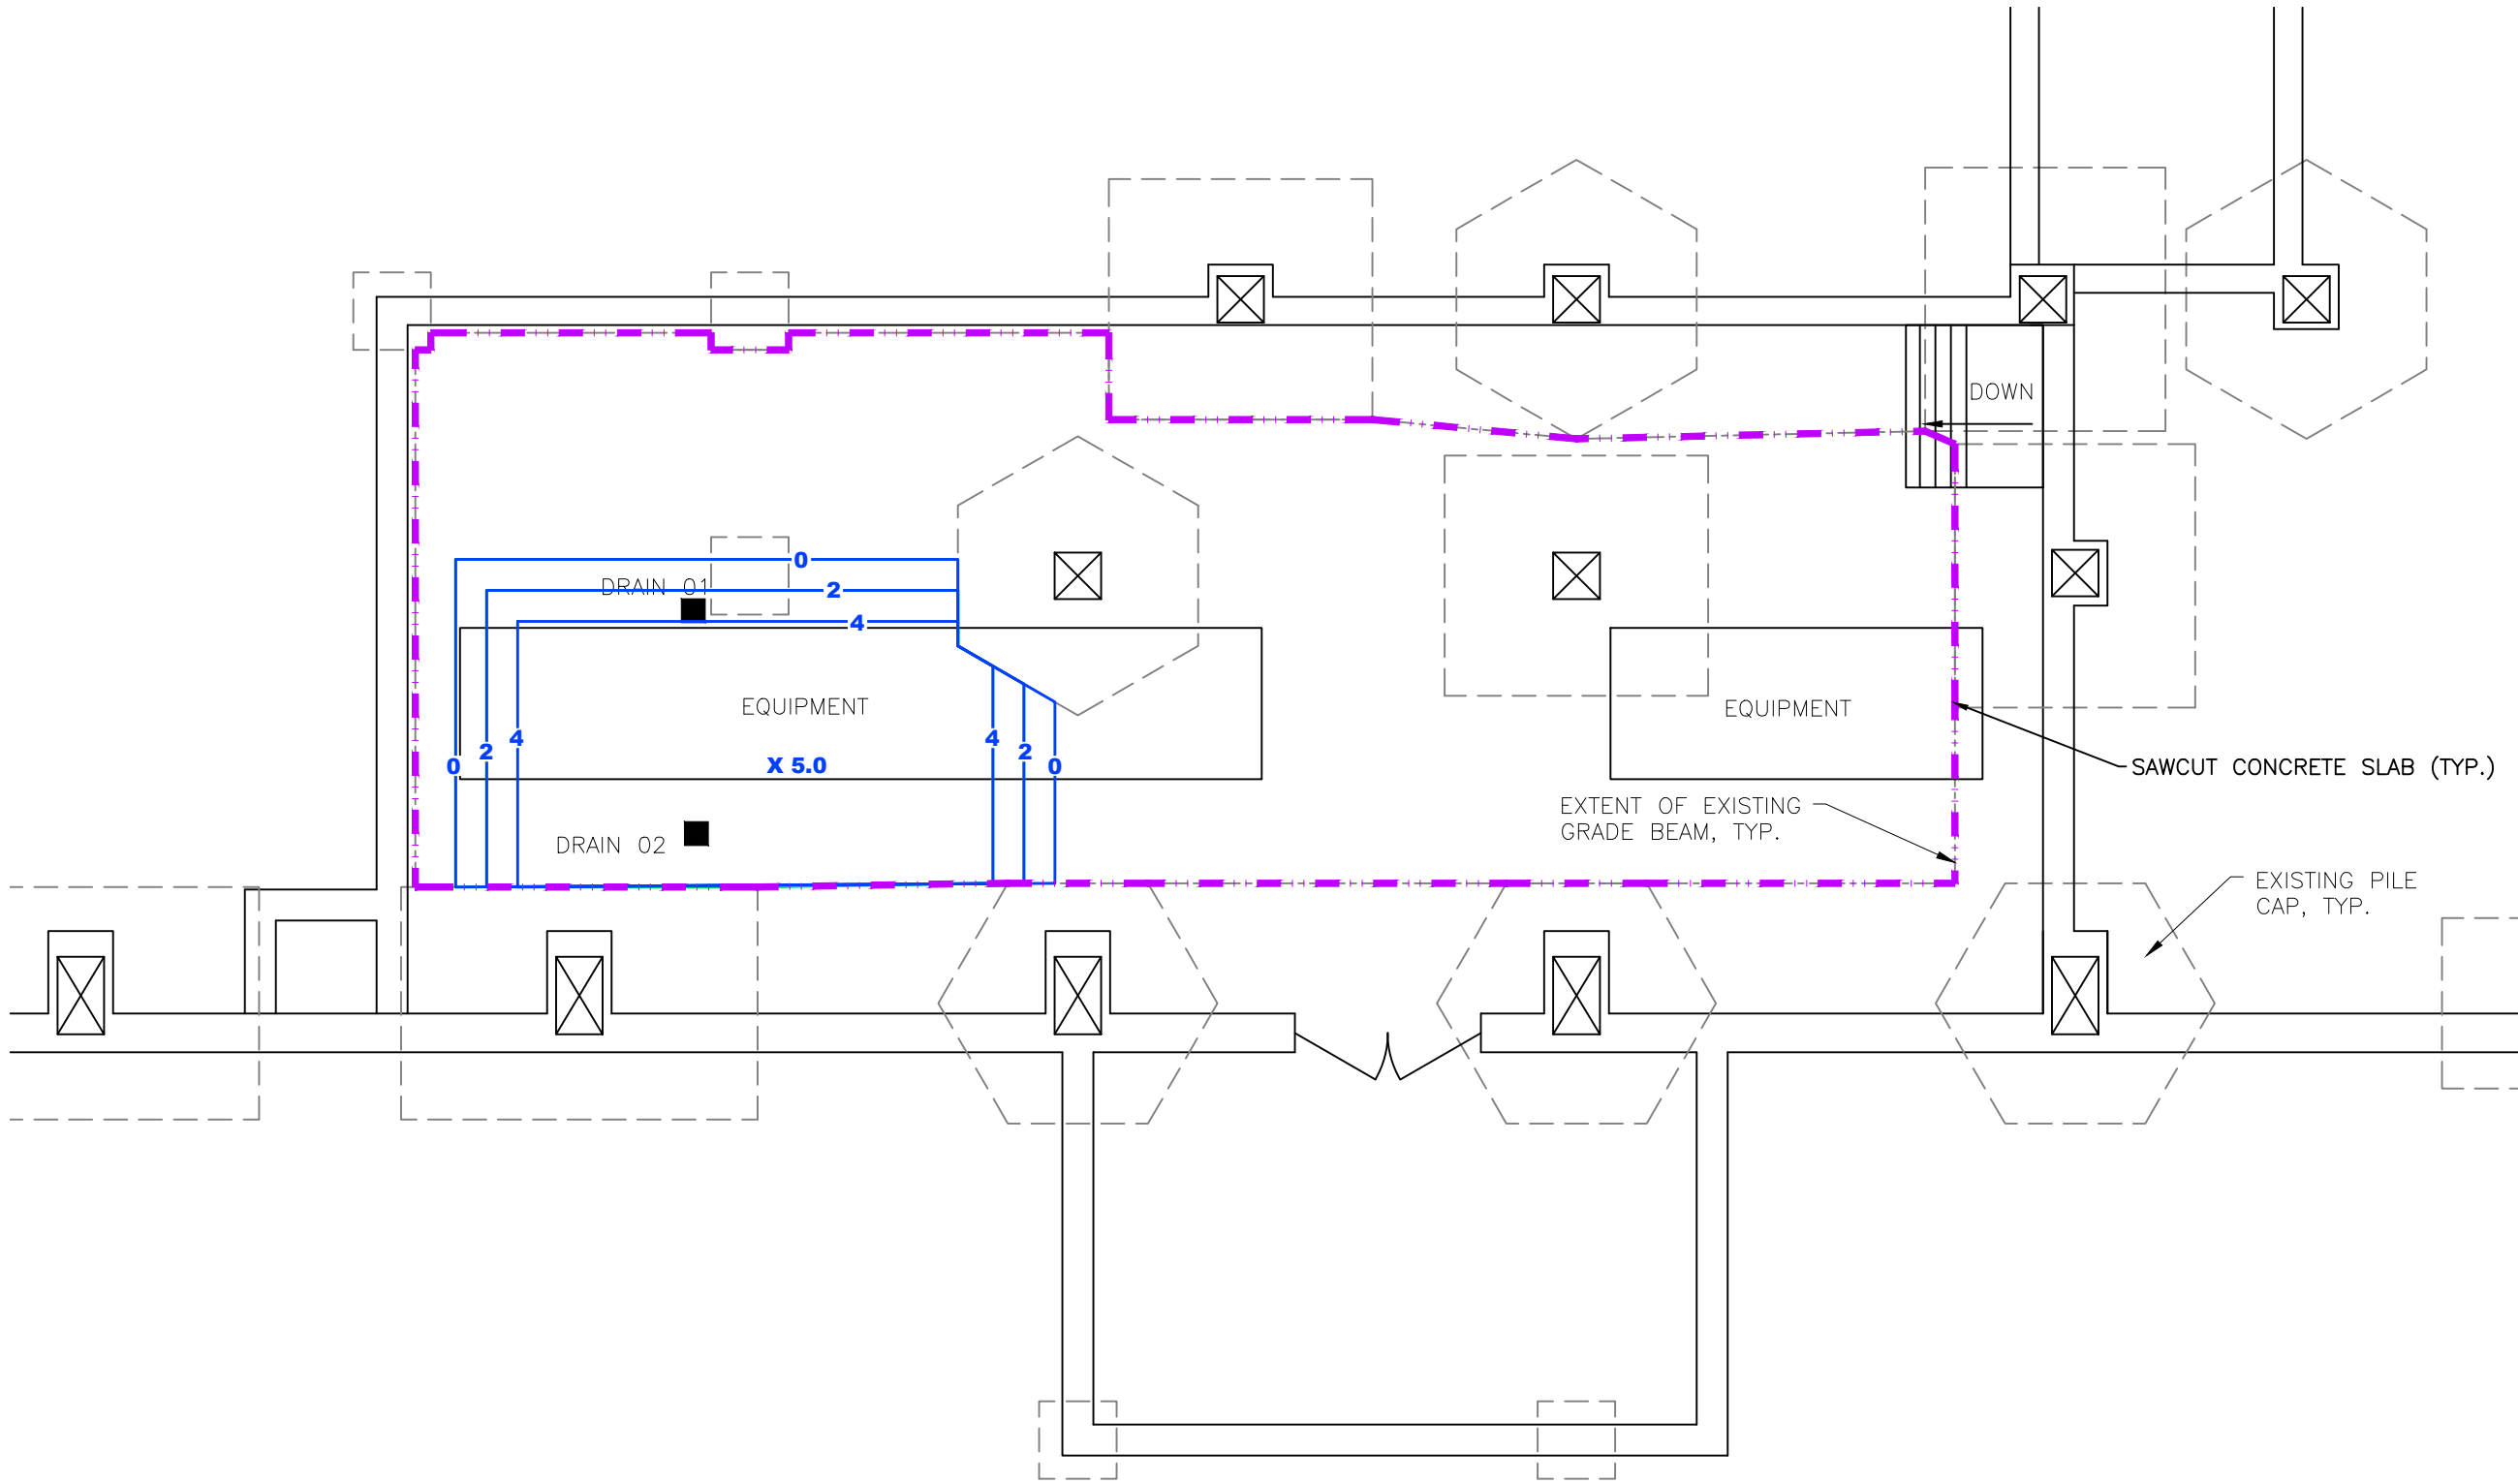 DOWN
0
DRAIN 01
2
4
EQUIPMENT
EQUIPMENT
4
4
2
2
0
0
X 5.0
SAWCUT CONCRETE SLAB (TYP.)
EXTENT OF EXISTING
GRADE BEAM, TYP.
DRAIN 02
EXISTING PILE
CAP, TYP.